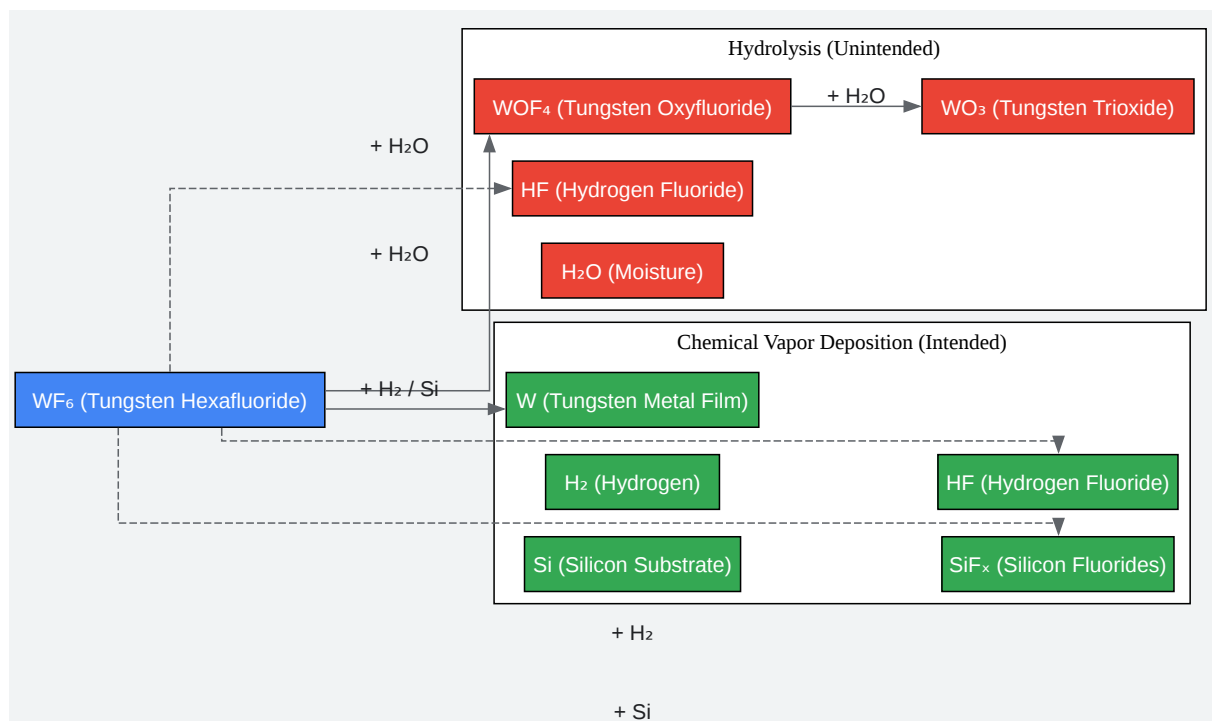 Hydrolysis (Unintended)
WOF₄ (Tungsten Oxyfluoride)
+ H₂O
WO₃ (Tungsten Trioxide)
+ H₂O
HF (Hydrogen Fluoride)
+ H₂O
H₂O (Moisture)
Chemical Vapor Deposition (Intended)
WF₆ (Tungsten Hexafluoride)
+ H₂ / Si
W (Tungsten Metal Film)
H₂ (Hydrogen)
HF (Hydrogen Fluoride)
Si (Silicon Substrate)
SiFₓ (Silicon Fluorides)
+ H₂
+ Si